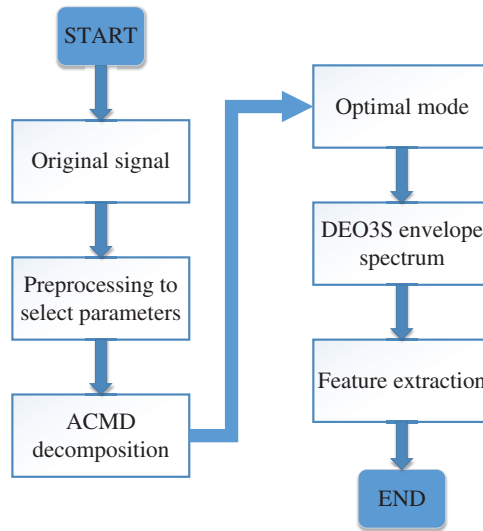 START
Original signal
Preprocessing to
select parameters
ACMD
decomposition
Optimal mode
DEO3S envelope
spectrum
Feature extraction
END